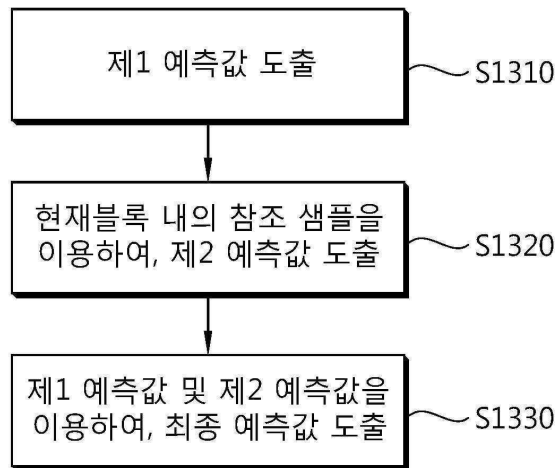 제1 예측값 도출
S1310
현재블록 내의 참조 샘플을
이용하여, 제2 예측값 도출
S1320
제1 예측값 및 제2 예측값을
이용하여, 최종 예측값 도출
S1330